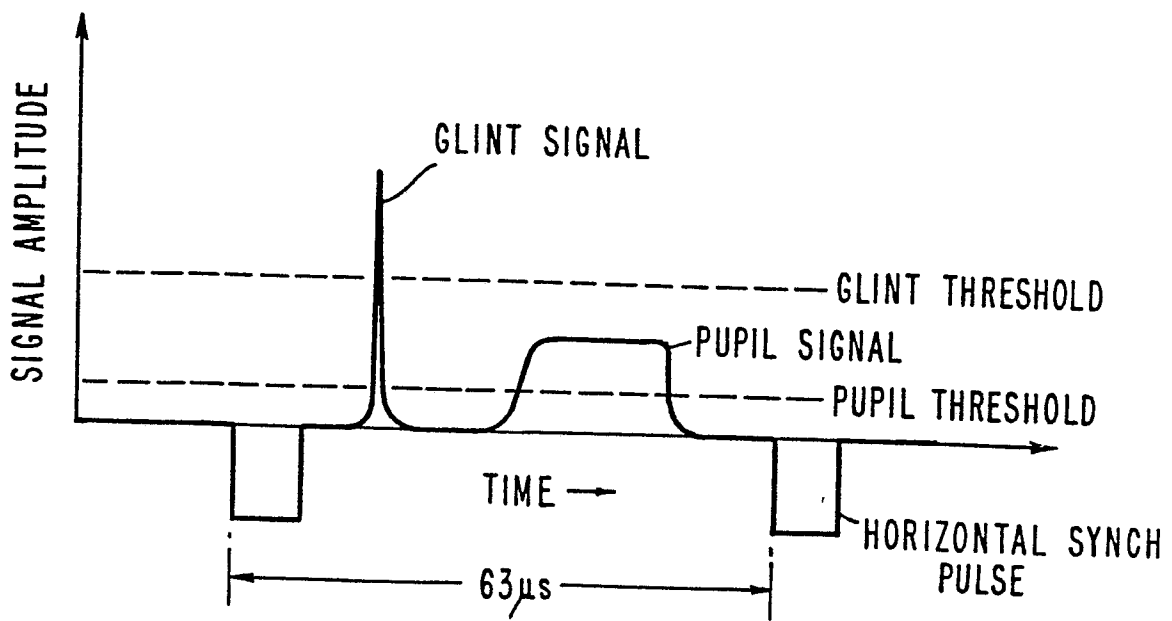 SIGNAL AMPLITUDE
GLINT SIGNAL
GLINT THRESHOLD
PUPIL SIGNAL
PUPIL THRESHOLD
TIME
HORIZONTAL SYNCH
PULSE
63µs